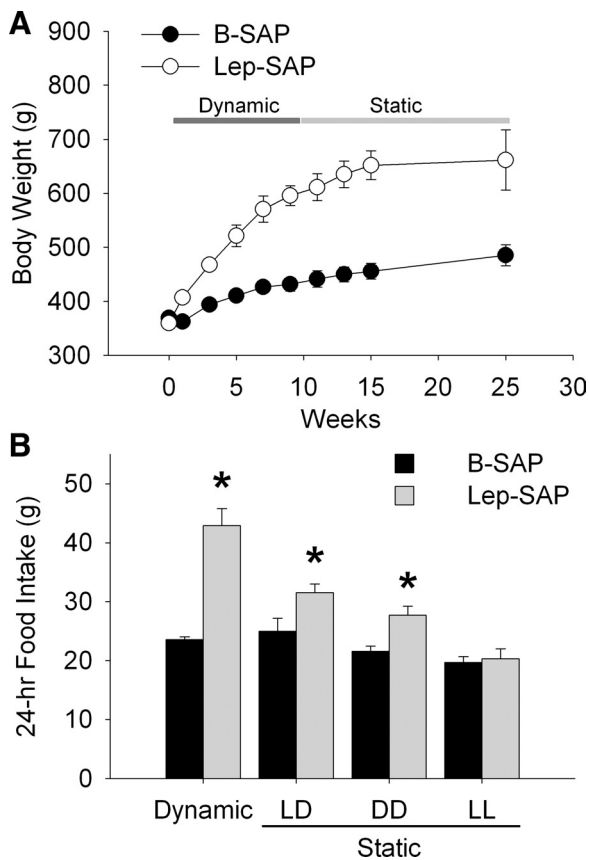 A
900
800
700
600
500
400
300
Body Weight (g)
B-SAP
Lep-SAP
Dynamic Static
0 5 10 15 20 25 30
Weeks
B
50
40
30
20
10
0
24-hr Food Intake (g)
B-SAP
Lep-SAP
* * *
Dynamic LD DD LL
Static